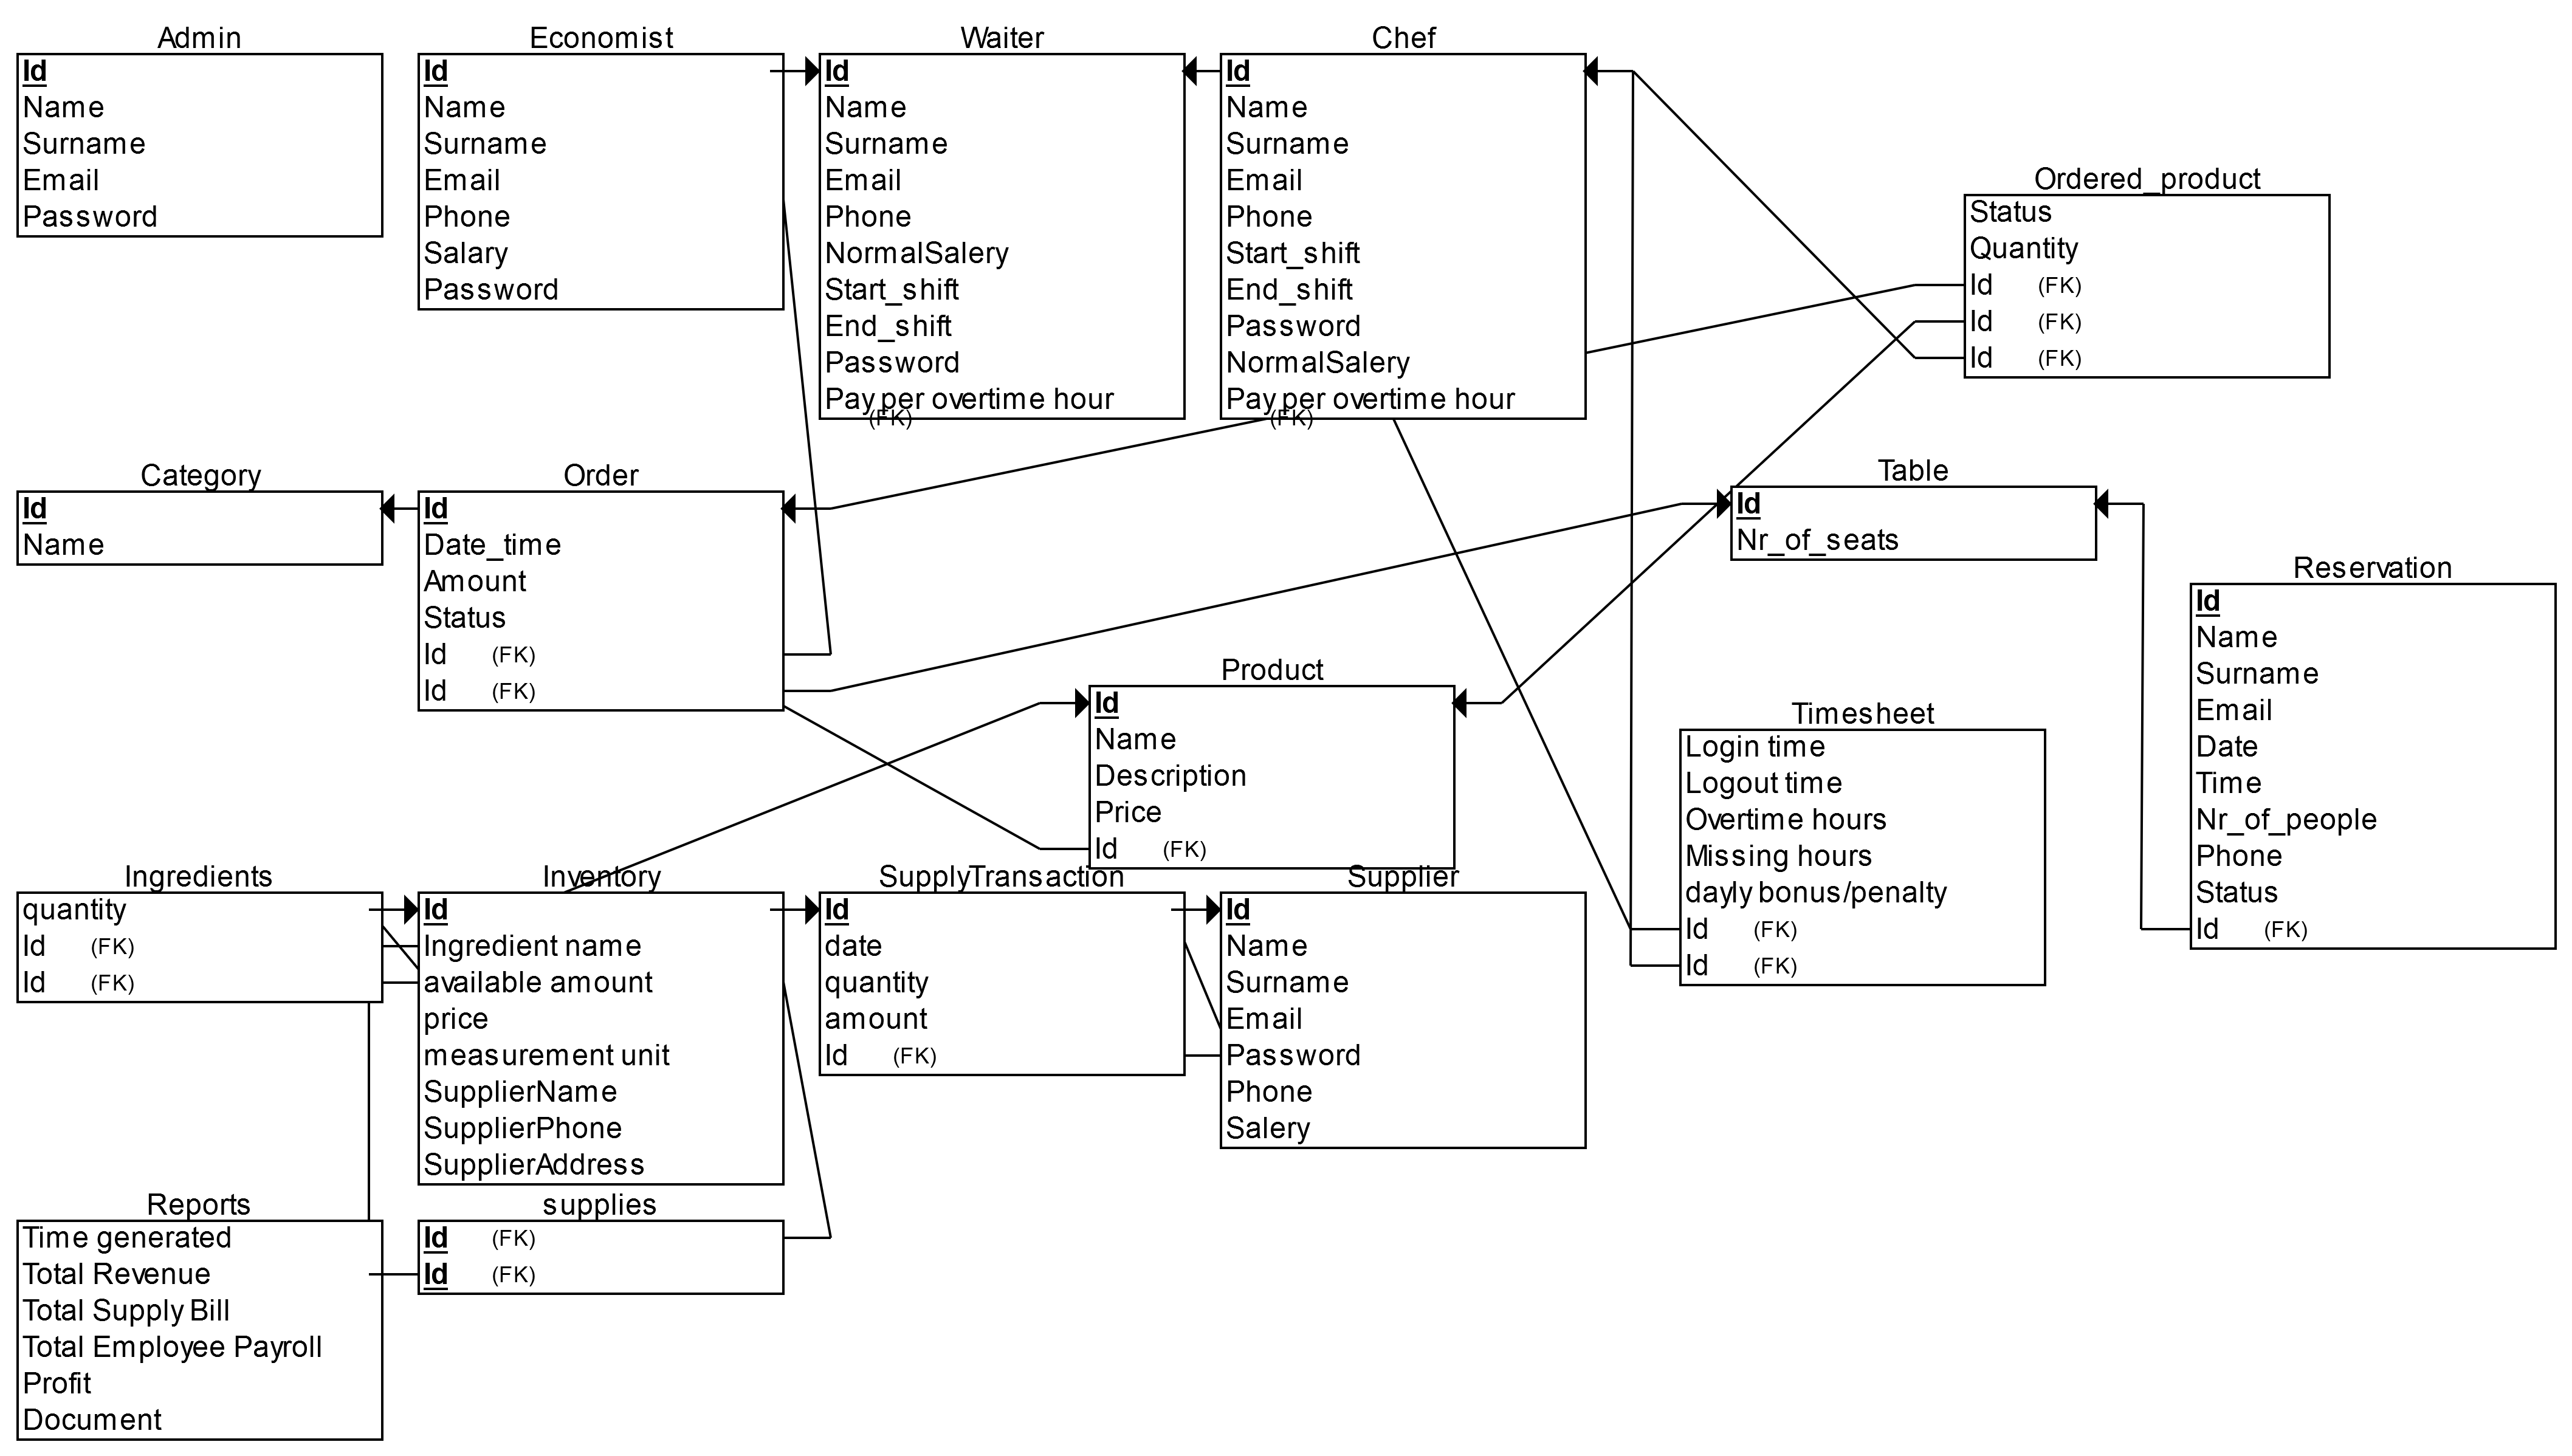 Admin
Id
Name
Surname
Email
Password
Economist
Id
Name
Surname
Email
Phone
Salary
Password
Waiter
Id
Name
Surname
Email
Phone
NormalSalery
Start_shift
End_shift
Password
Pay per overtime hour
(FK)
Chef
Id
Name
Surname
Email
Phone
Start_shift
End_shift
Password
NormalSalery
Pay per overtime hour
(FK)
Ordered_product
Status
Quantity
Id (FK)
Id (FK)
Id (FK)
Category
Id
Name
Order
Id
Date_time
Amount
Status
Id (FK)
Id (FK)
Table
Id
Nr_of_seats
Reservation
Id
Name
Surname
Email
Date
Time
Nr_of_people
Phone
Status
Id (FK)
Product
Id
Name
Description
Price
Id (FK)
Timesheet
Login time
Logout time
Overtime hours
Missing hours
dayly bonus/penalty
Id (FK)
Id (FK)
Ingredients
quantity
Id (FK)
Id (FK)
Inventory
Id
Ingredient name
available amount
price
measurement unit
SupplierName
SupplierPhone
SupplierAddress
SupplyTransaction
Id
date
quantity
amount
Id (FK)
Supplier
Id
Name
Surname
Email
Password
Phone
Salery
Reports
Time generated
Total Revenue
Total Supply Bill
Total Employee Payroll
Profit
Document
supplies
Id (FK)
Id (FK)